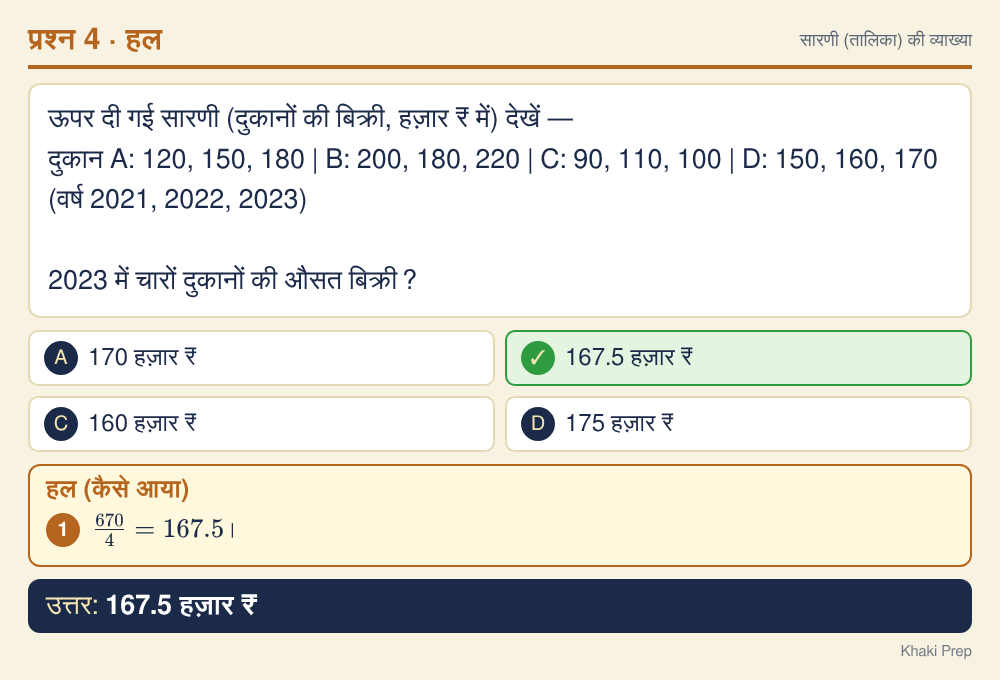 प्रश्न 4 · हल
सारणी (तालिका) की व्याख्या
ऊपर दी गई सारणी (दुकानों की बिक्री, हज़ार ₹ में) देखें —
दुकान A: 120, 150, 180 | B: 200, 180, 220 | C: 90, 110, 100 | D: 150, 160, 170
(वर्ष 2021, 2022, 2023)
2023 में चारों दुकानों की औसत बिक्री ?
A 170 हज़ार ₹
✓ 167.5 हज़ार ₹
C 160 हज़ार ₹
D 175 हज़ार ₹
हल (कैसे आया)
1 670/4 = 167.5।
उत्तर: 167.5 हज़ार ₹
Khaki Prep